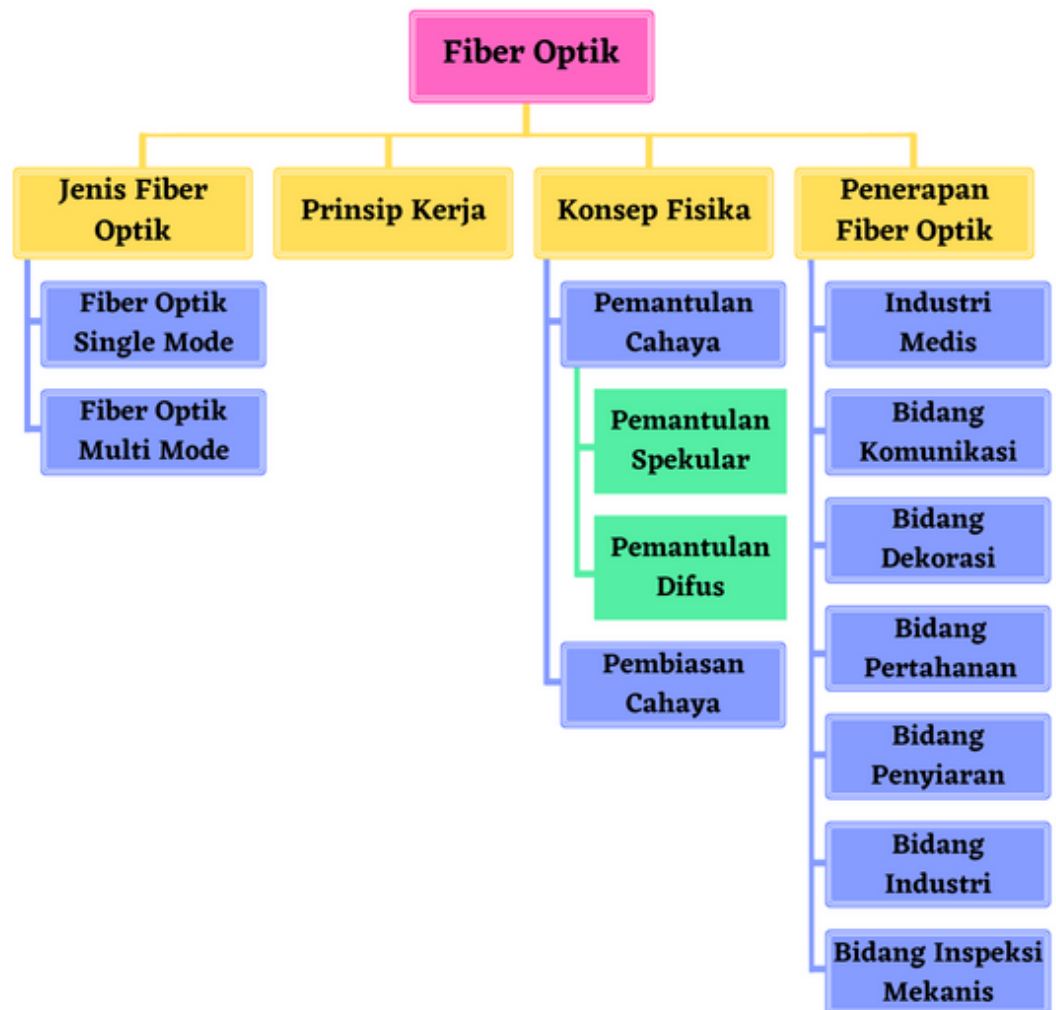 Fiber Optik
Jenis Fiber
Optik
Prinsip Kerja
Konsep Fisika
Penerapan
Fiber Optik
Fiber Optik
Single Mode
Fiber Optik
Multi Mode
Pemantulan
Cahaya
Pemantulan
Spekular
Pemantulan
Difus
Pembiasan
Cahaya
Industri
Medis
Bidang
Komunikasi
Bidang
Dekorasi
Bidang
Pertahanan
Bidang
Penyiaran
Bidang
Industri
Bidang Inspeksi
Mekanis